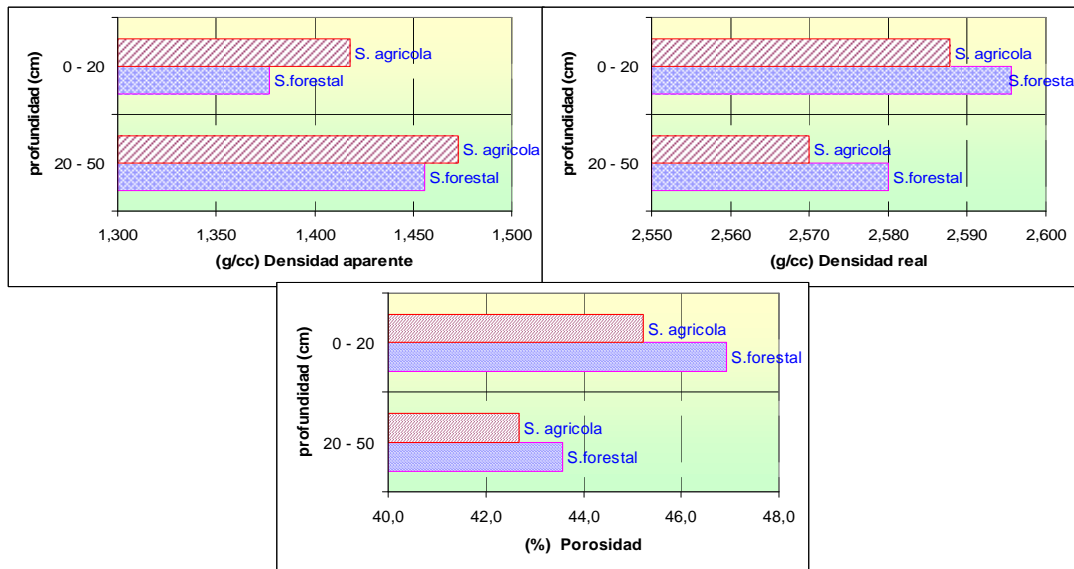 profundidad (cm)
0 - 20
S. agricola
S.forestal
20 - 50
S. agricola
S.forestal
1,300 1,350 1,400 1,450 1,500
(g/cc) Densidad aparente
profundidad (cm)
0 - 20
S. agricola
S.forestal
20 - 50
S. agricola
S.forestal
2,550 2,560 2,570 2,580 2,590 2,600
(g/cc) Densidad real
profundidad (cm)
0 - 20
S. agricola
S.forestal
20 - 50
S. agricola
S.forestal
40,0 42,0 44,0 46,0 48,0
(%) Porosidad